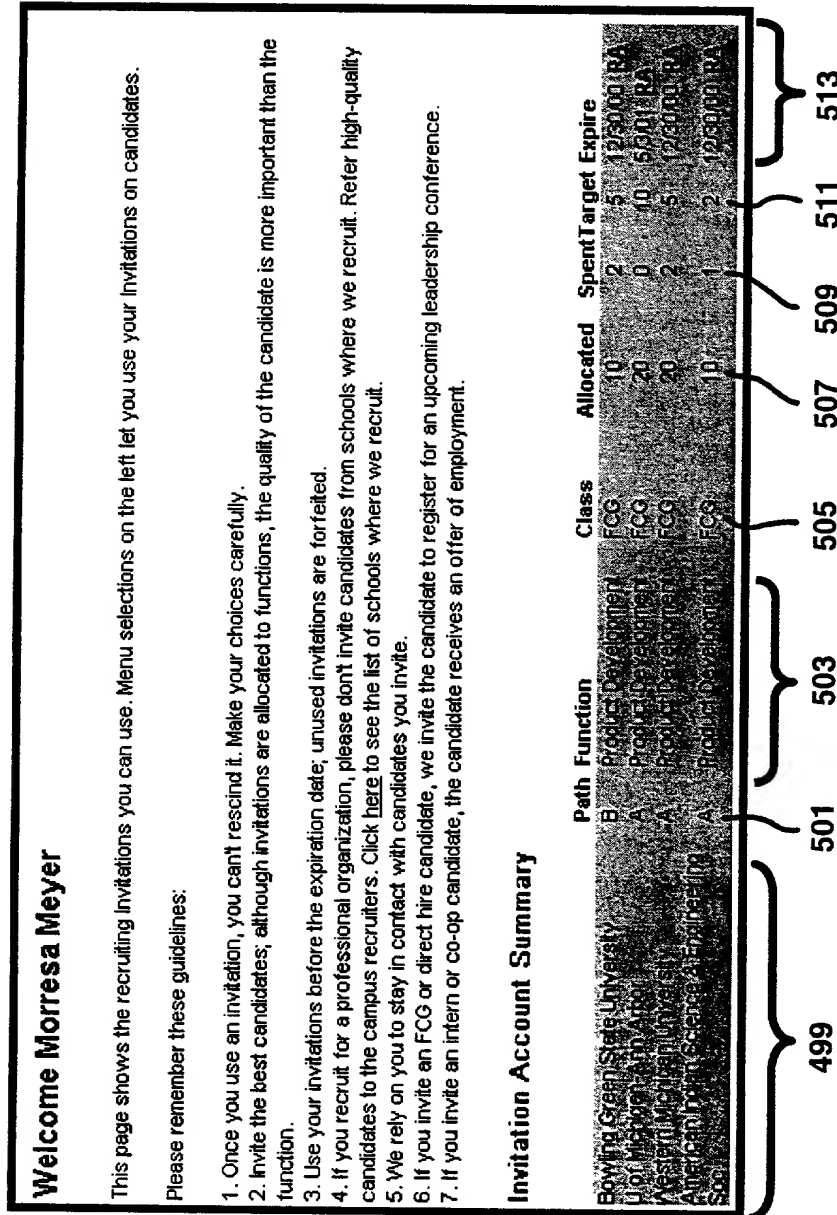 Welcome Morresa Meyer
This page shows the recruiting Invitations you can use. Menu selections on the left let you use your Invitations on candidates.
Please remember these guidelines:
1. Once you use an invitation, you can't rescind it. Make your choices carefully.
2. Invite the best candidates; although invitations are allocated to functions, the quality of the candidate is more important than the
function.
3. Use your invitations before the expiration date; unused invitations are forfeited.
4. If you recruit for a professional organization, please don't invite candidates from schools where we recruit. Refer high-quality
candidates to the campus recruiters. Click here to see the list of schools where we recruit.
5. We rely on you to stay in contact with candidates you invite.
6. If you invite an FCG or direct hire candidate, we invite the candidate to register for an upcoming leadership conference.
7. If you invite an intern or co-op candidate, the candidate receives an offer of employment.
Invitation Account Summary
Path Function Class Allocated Spent Target Expire
Bowling Green State University B Product Development FCG 10 2 5 12/30/00 RA
U of Michigan Ann Arbor A Product Development FCG 20 0 10 5/3/01 RA
Western Michigan University A Product Development FCG 20 2 5 12/30/00 RA
American Indian Science & Engineering
Society A Product Development FCG 10 1 2 12/30/00 RA
499 501 503 505 507 509 511 513